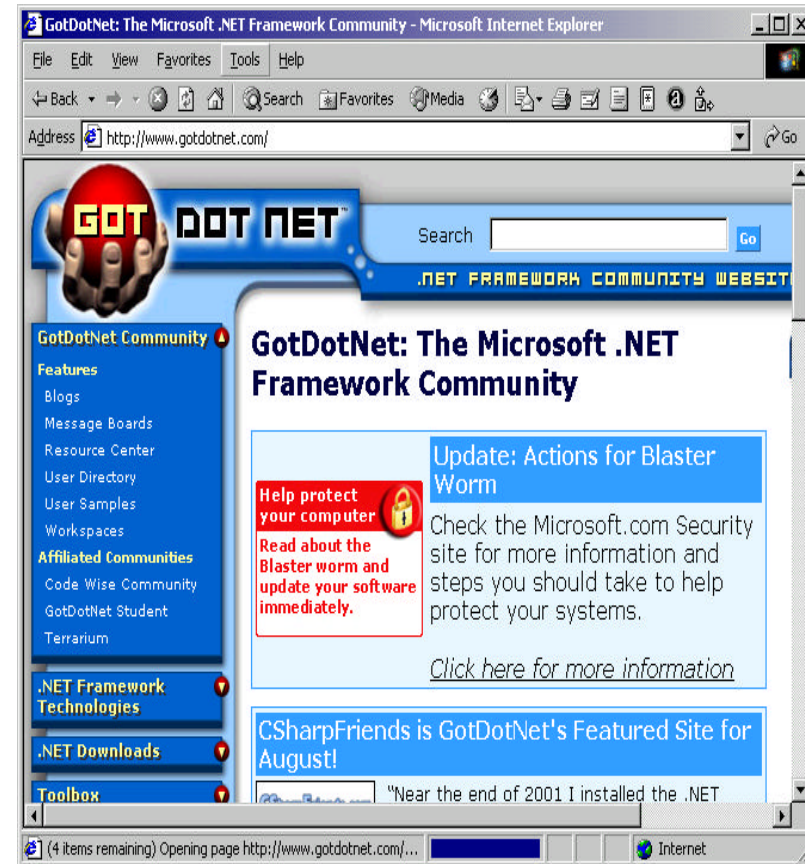 GotDotNet: The Microsoft .NET Framework Community - Microsoft Internet Explorer
File Edit View Favorites Tools Help
Back Search Favorites Media
Address http://www.gotdotnet.com/ Go
GOT DOT NET™
Search Go
.NET FRAMEWORK COMMUNITY WEBSIT
GotDotNet Community
Features
Blogs
Message Boards
Resource Center
User Directory
User Samples
Workspaces
Affiliated Communities
Code Wise Community
GotDotNet Student
Terrarium
.NET Framework
Technologies
.NET Downloads
Toolbox
GotDotNet: The Microsoft .NET
Framework Community
Help protect
your computer
Read about the
Blaster worm and
update your software
immediately.
Update: Actions for Blaster
Worm
Check the Microsoft.com Security
site for more information and
steps you should take to help
protect your systems.
Click here for more information
CSharpFriends is GotDotNet's Featured Site for
August!
"Near the end of 2001 I installed the .NET
(4 items remaining) Opening page http://www.gotdotnet.com/... Internet